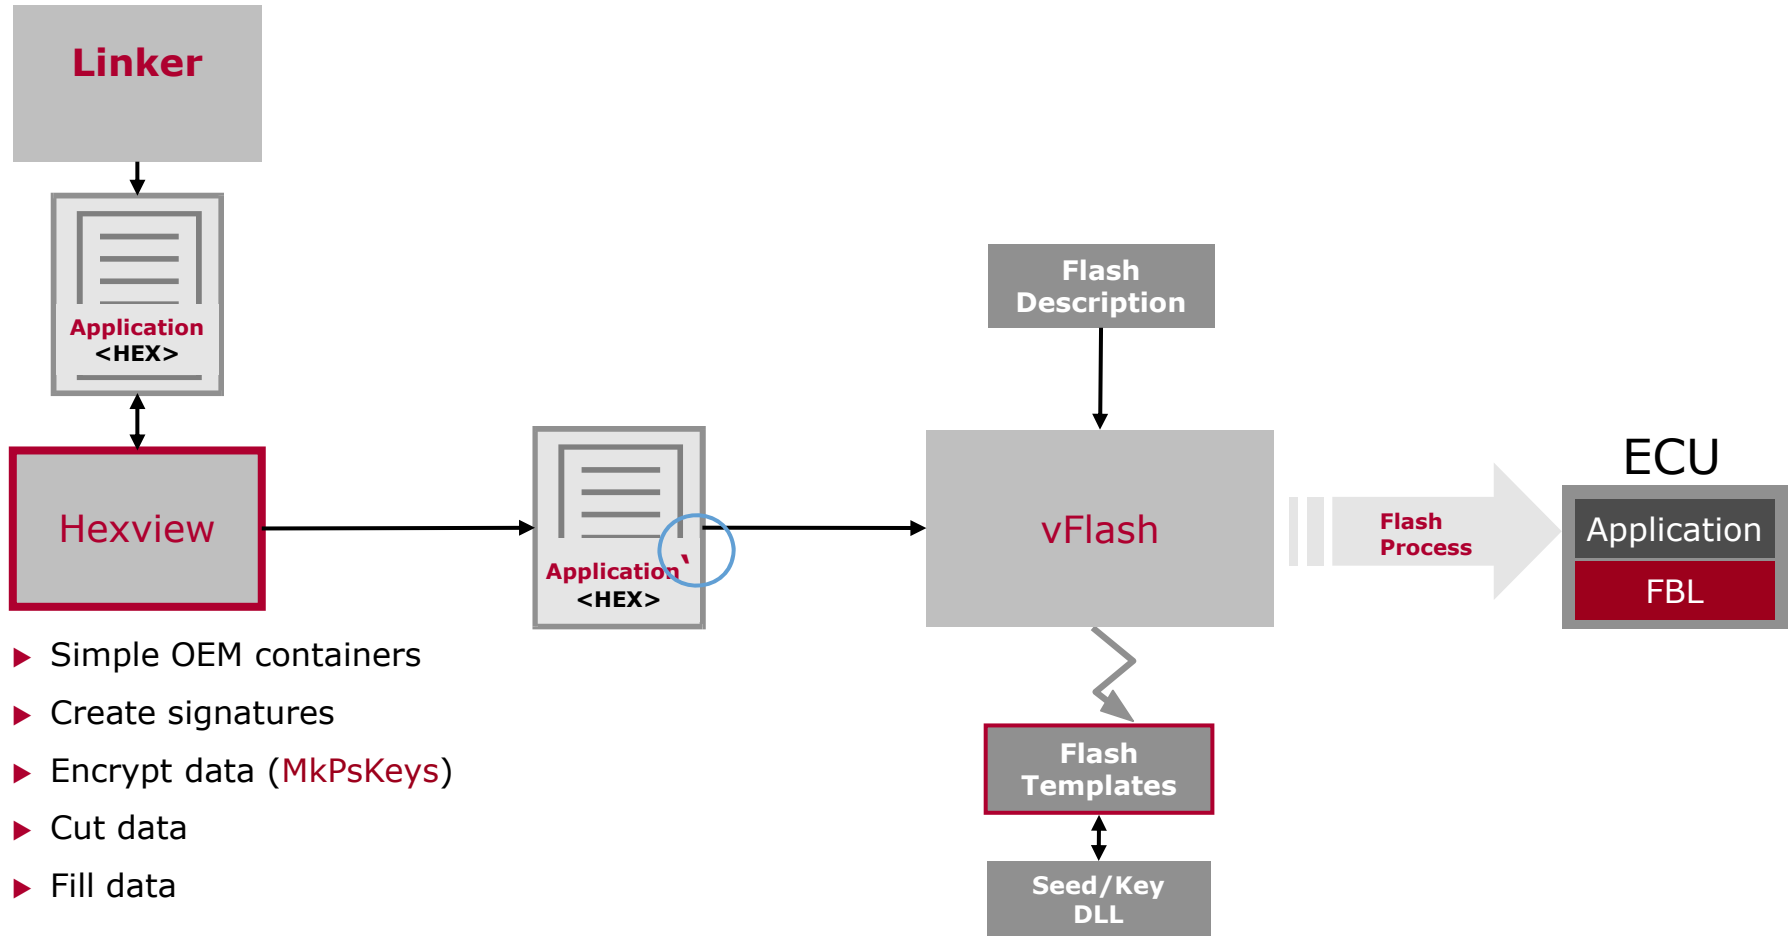 Linker
Application
<HEX>
Hexview
Simple OEM containers
Create signatures
Encrypt data (MkPsKeys)
Cut data
Fill data
Application‵
<HEX>
Flash
Description
vFlash
Flash
Templates
Seed/Key
DLL
Flash
Process
ECU
Application
FBL